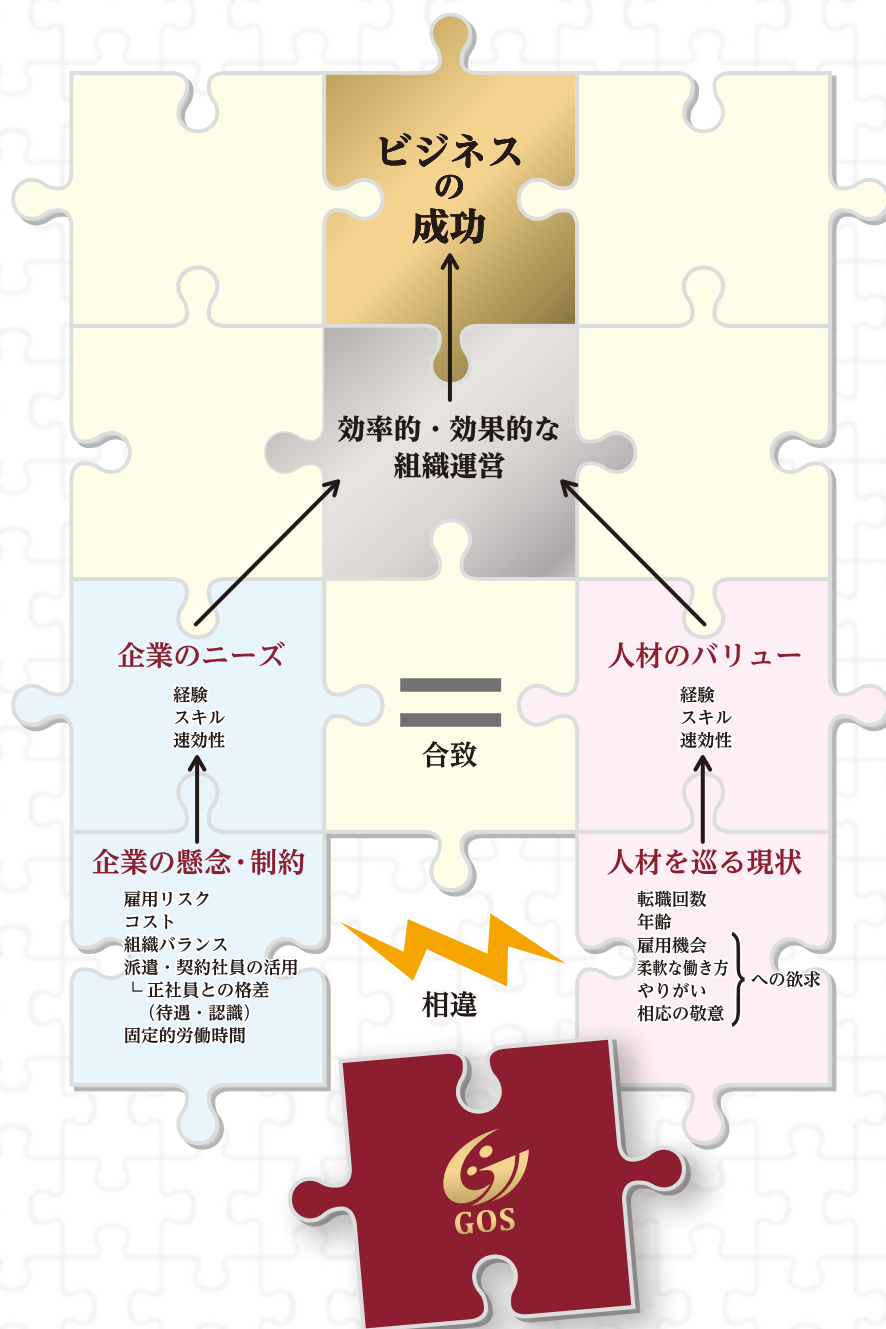 ビジネス
の
成功
効率的・効果的な
組織運営
企業のニーズ
経験
スキル
速効性
合致
人材のバリュー
経験
スキル
速効性
企業の懸念・制約
雇用リスク
コスト
組織バランス
派遣・契約社員の活用
└ 正社員との格差
（待遇・認識）
固定的労働時間
相違
人材を巡る現状
転職回数
年齢
雇用機会
柔軟な働き方
やりがい
相応の敬意
への欲求
GOS